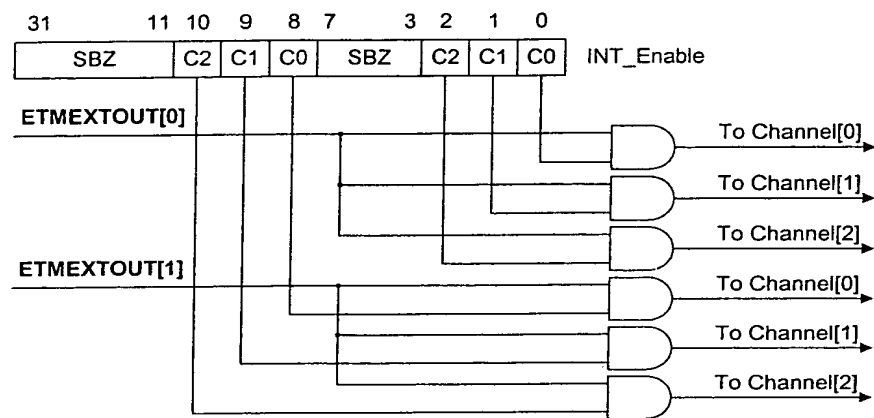 31 11 10 9 8 7 3 2 1 0
SBZ C2 C1 C0 SBZ C2 C1 C0 INT_Enable
ETMEXTOUT[0]
To Channel[0]
To Channel[1]
To Channel[2]
ETMEXTOUT[1]
To Channel[0]
To Channel[1]
To Channel[2]